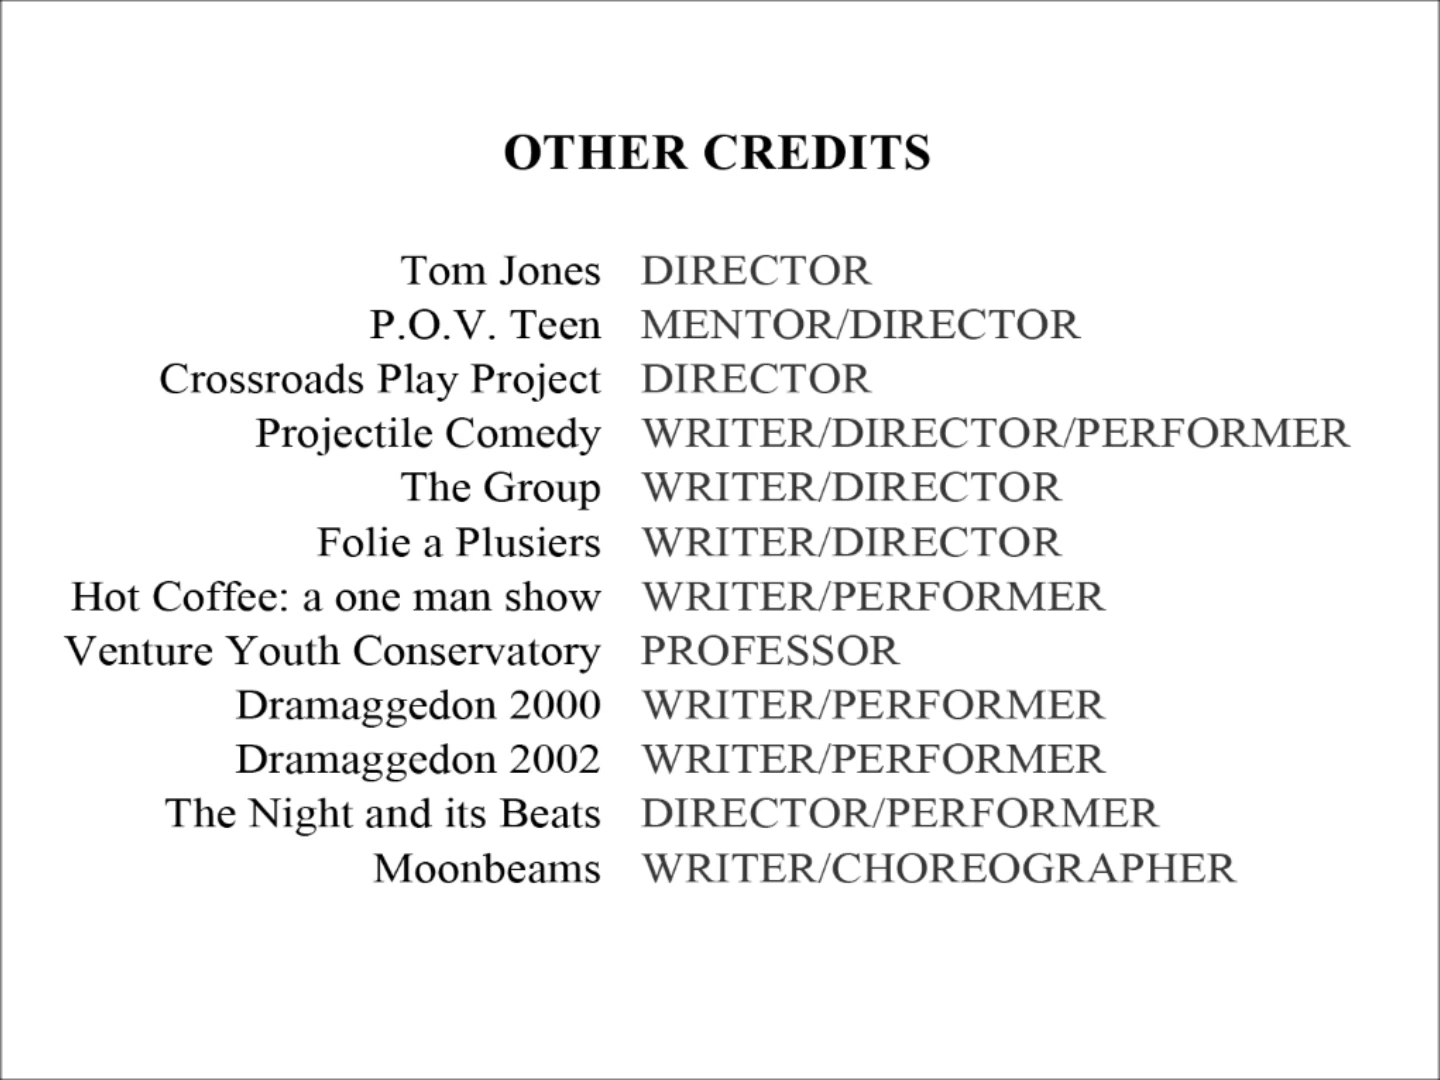 OTHER CREDITS
Tom Jones DIRECTOR
P.O.V. Teen MENTOR/DIRECTOR
Crossroads Play Project DIRECTOR
Projectile Comedy WRITER/DIRECTOR/PERFORMER
The Group WRITER/DIRECTOR
Folie a Plusiers WRITER/DIRECTOR
Hot Coffee: a one man show WRITER/PERFORMER
Venture Youth Conservatory PROFESSOR
Dramaggedon 2000 WRITER/PERFORMER
Dramaggedon 2002 WRITER/PERFORMER
The Night and its Beats DIRECTOR/PERFORMER
Moonbeams WRITER/CHOREOGRAPHER